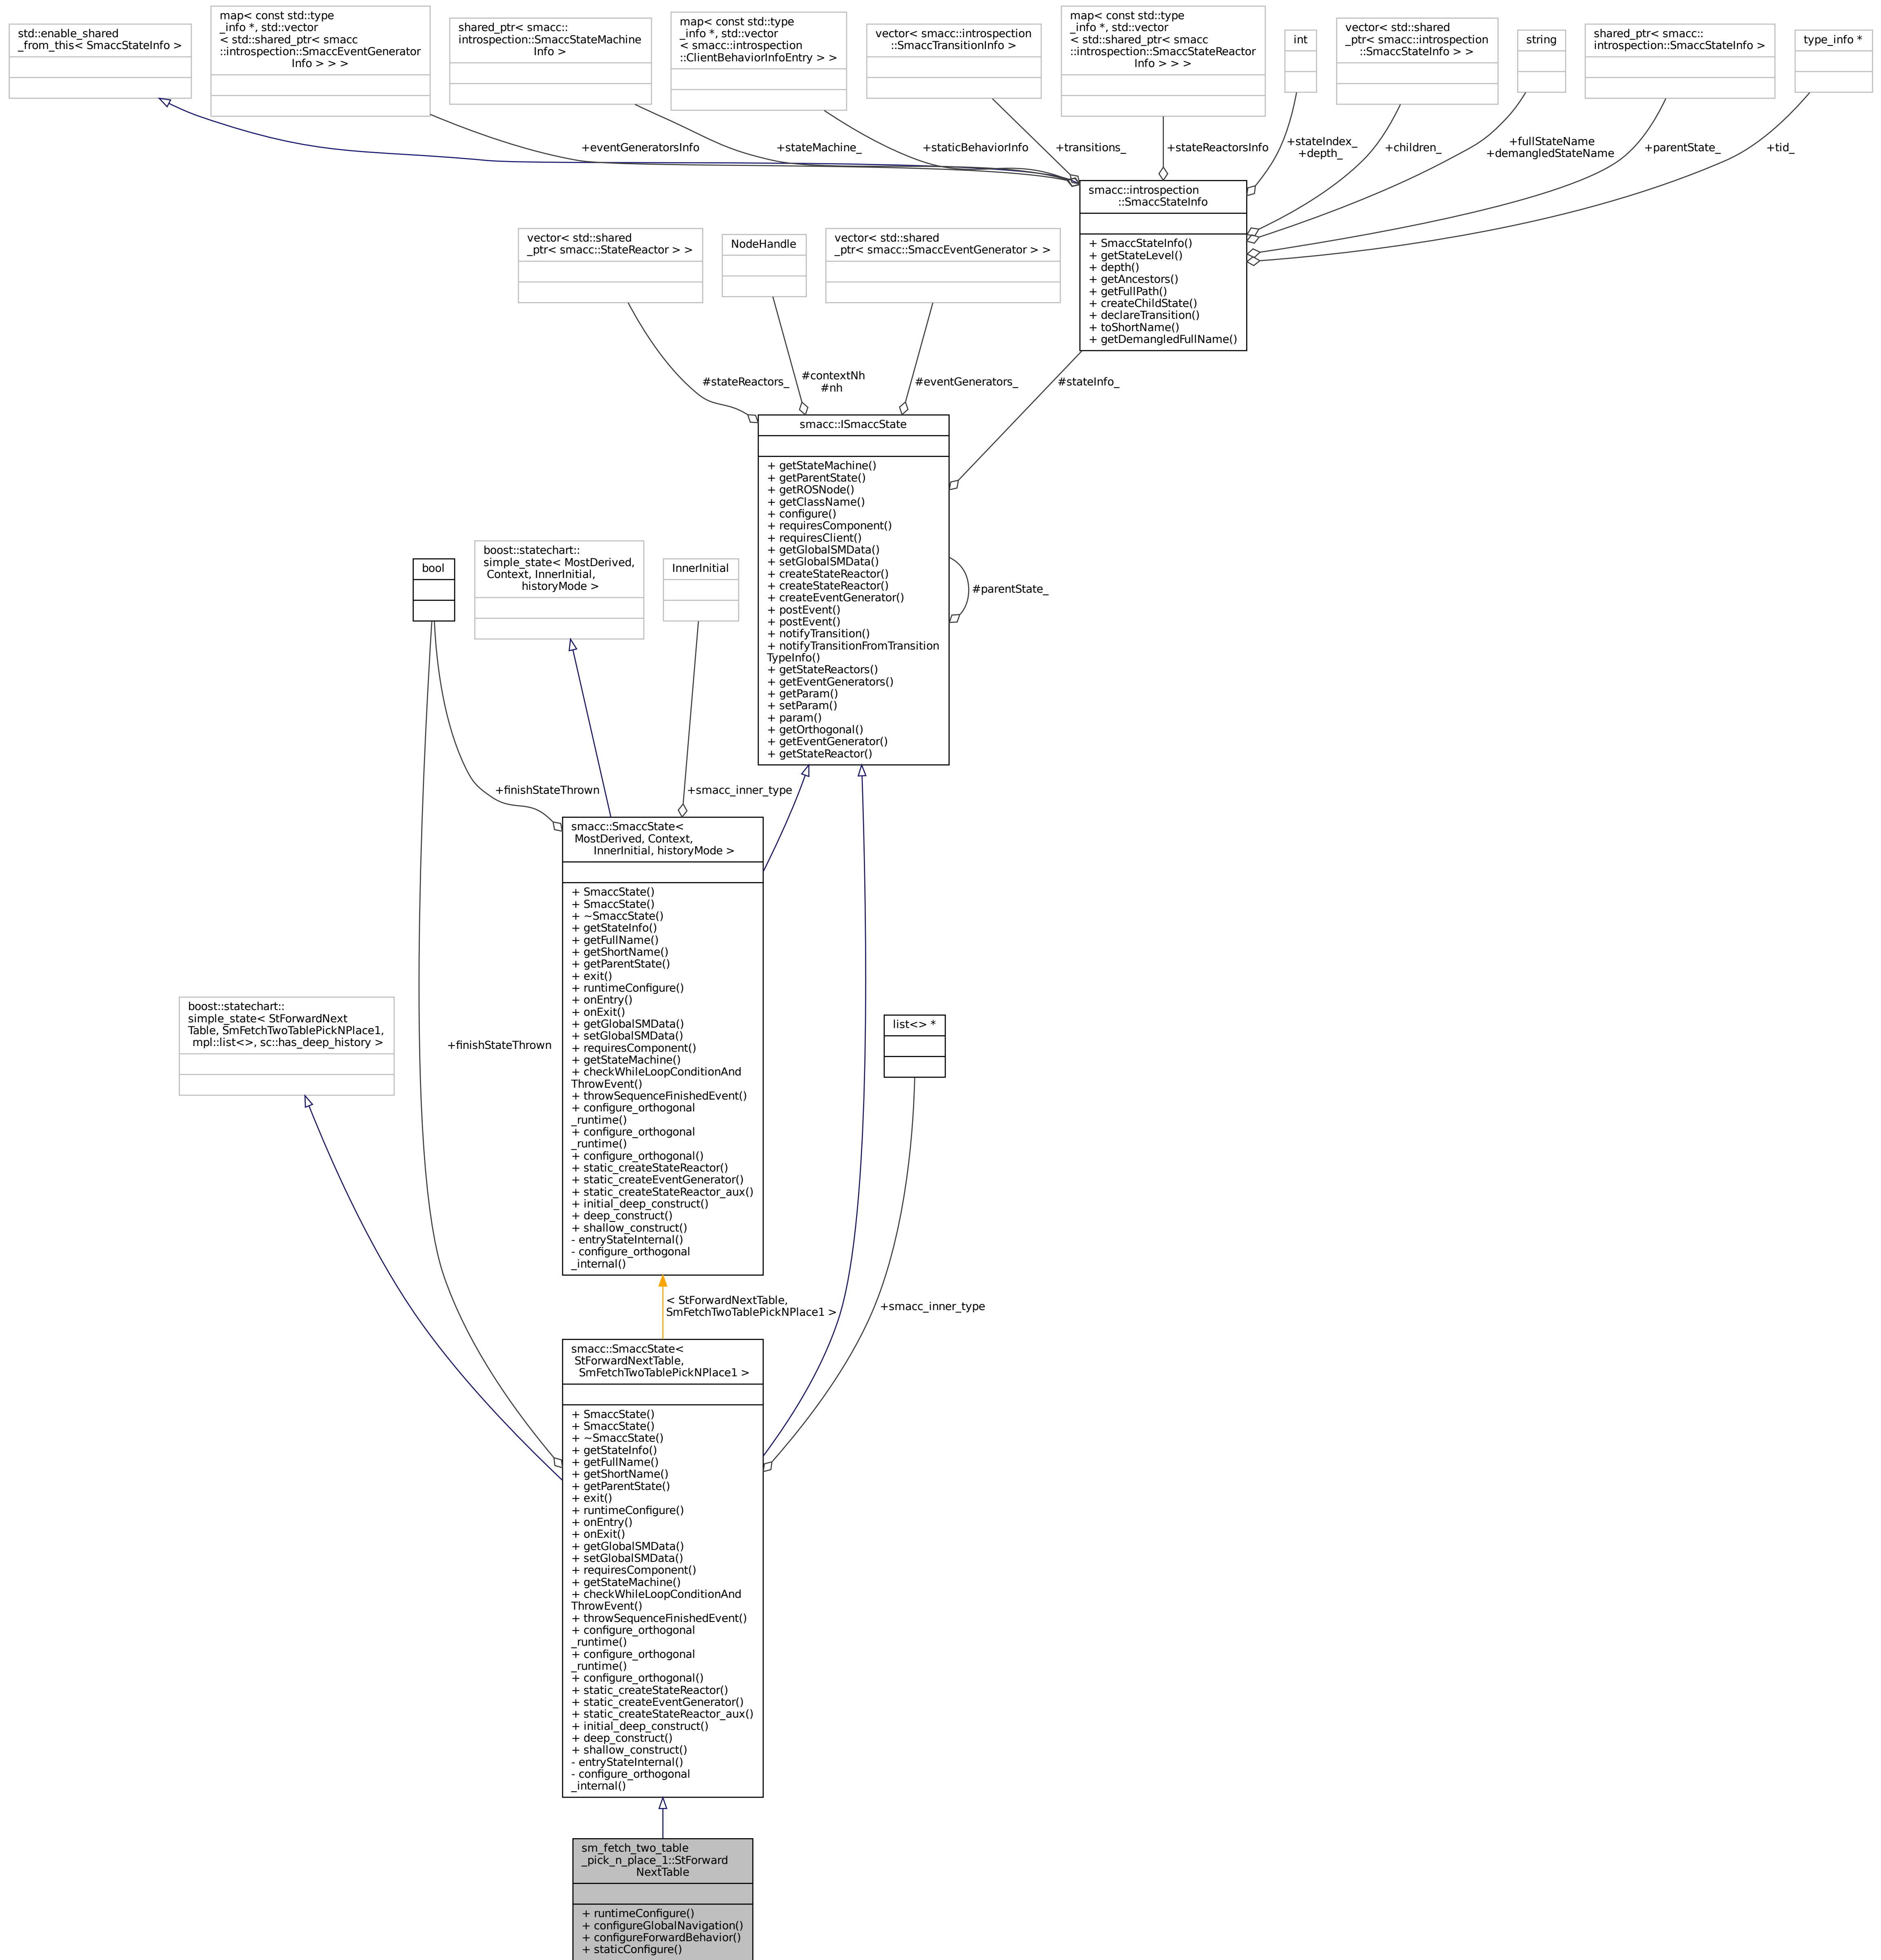 std::enable_shared
_from_this< SmaccStateInfo >
map< const std::type
_info *, std::vector
< std::shared_ptr< smacc
::introspection::SmaccEventGenerator
Info > > >
shared_ptr< smacc::
introspection::SmaccStateMachine
Info >
map< const std::type
_info *, std::vector
< smacc::introspection
::ClientBehaviorInfoEntry > >
vector< smacc::introspection
::SmaccTransitionInfo >
map< const std::type
_info *, std::vector
< std::shared_ptr< smacc
::introspection::SmaccStateReactor
Info > > >
int
vector< std::shared
_ptr< smacc::introspection
::SmaccStateInfo > >
string
shared_ptr< smacc::
introspection::SmaccStateInfo >
type_info *
+eventGeneratorsInfo
+stateMachine_
+staticBehaviorInfo
+transitions_
+stateReactorsInfo
+stateIndex_
+depth_
+children_
+fullStateName
+demangledStateName
+parentState_
+tid_
smacc::introspection
::SmaccStateInfo
+ SmaccStateInfo()
+ getStateLevel()
+ depth()
+ getAncestors()
+ getFullPath()
+ createChildState()
+ declareTransition()
+ toShortName()
+ getDemangledFullName()
vector< std::shared
_ptr< smacc::StateReactor > >
NodeHandle
vector< std::shared
_ptr< smacc::SmaccEventGenerator > >
#stateReactors_
#contextNh
#nh
#eventGenerators_
#stateInfo_
smacc::ISmaccState
+ getStateMachine()
+ getParentState()
+ getROSNode()
+ getClassName()
+ configure()
+ requiresComponent()
+ requiresClient()
+ getGlobalSMData()
+ setGlobalSMData()
+ createStateReactor()
+ createStateReactor()
+ createEventGenerator()
+ postEvent()
+ postEvent()
+ notifyTransition()
+ notifyTransitionFromTransition
TypeInfo()
+ getStateReactors()
+ getEventGenerators()
+ getParam()
+ setParam()
+ param()
+ getOrthogonal()
+ getEventGenerator()
+ getStateReactor()
#parentState_
bool
boost::statechart::
simple_state< MostDerived,
Context, InnerInitial,
historyMode >
InnerInitial
+finishStateThrown
+smacc_inner_type
smacc::SmaccState<
MostDerived, Context,
InnerInitial, historyMode >
+ SmaccState()
+ SmaccState()
+ ~SmaccState()
+ getStateInfo()
+ getFullName()
+ getShortName()
+ getParentState()
+ exit()
+ runtimeConfigure()
+ onEntry()
+ onExit()
+ getGlobalSMData()
+ setGlobalSMData()
+ requiresComponent()
+ getStateMachine()
+ checkWhileLoopConditionAnd
ThrowEvent()
+ throwSequenceFinishedEvent()
+ configure_orthogonal
_runtime()
+ configure_orthogonal
_runtime()
+ configure_orthogonal()
+ static_createStateReactor()
+ static_createEventGenerator()
+ static_createStateReactor_aux()
+ initial_deep_construct()
+ deep_construct()
+ shallow_construct()
- entryStateInternal()
- configure_orthogonal
_internal()
boost::statechart::
simple_state< StForwardNext
Table, SmFetchTwoTablePickNPlace1,
mpl::list<>, sc::has_deep_history >
+finishStateThrown
list<> *
< StForwardNextTable,
SmFetchTwoTablePickNPlace1 >
+smacc_inner_type
smacc::SmaccState<
StForwardNextTable,
SmFetchTwoTablePickNPlace1 >
+ SmaccState()
+ SmaccState()
+ ~SmaccState()
+ getStateInfo()
+ getFullName()
+ getShortName()
+ getParentState()
+ exit()
+ runtimeConfigure()
+ onEntry()
+ onExit()
+ getGlobalSMData()
+ setGlobalSMData()
+ requiresComponent()
+ getStateMachine()
+ checkWhileLoopConditionAnd
ThrowEvent()
+ throwSequenceFinishedEvent()
+ configure_orthogonal
_runtime()
+ configure_orthogonal
_runtime()
+ configure_orthogonal()
+ static_createStateReactor()
+ static_createEventGenerator()
+ static_createStateReactor_aux()
+ initial_deep_construct()
+ deep_construct()
+ shallow_construct()
- entryStateInternal()
- configure_orthogonal
_internal()
sm_fetch_two_table
_pick_n_place_1::StForward
NextTable
+ runtimeConfigure()
+ configureGlobalNavigation()
+ configureForwardBehavior()
+ staticConfigure()